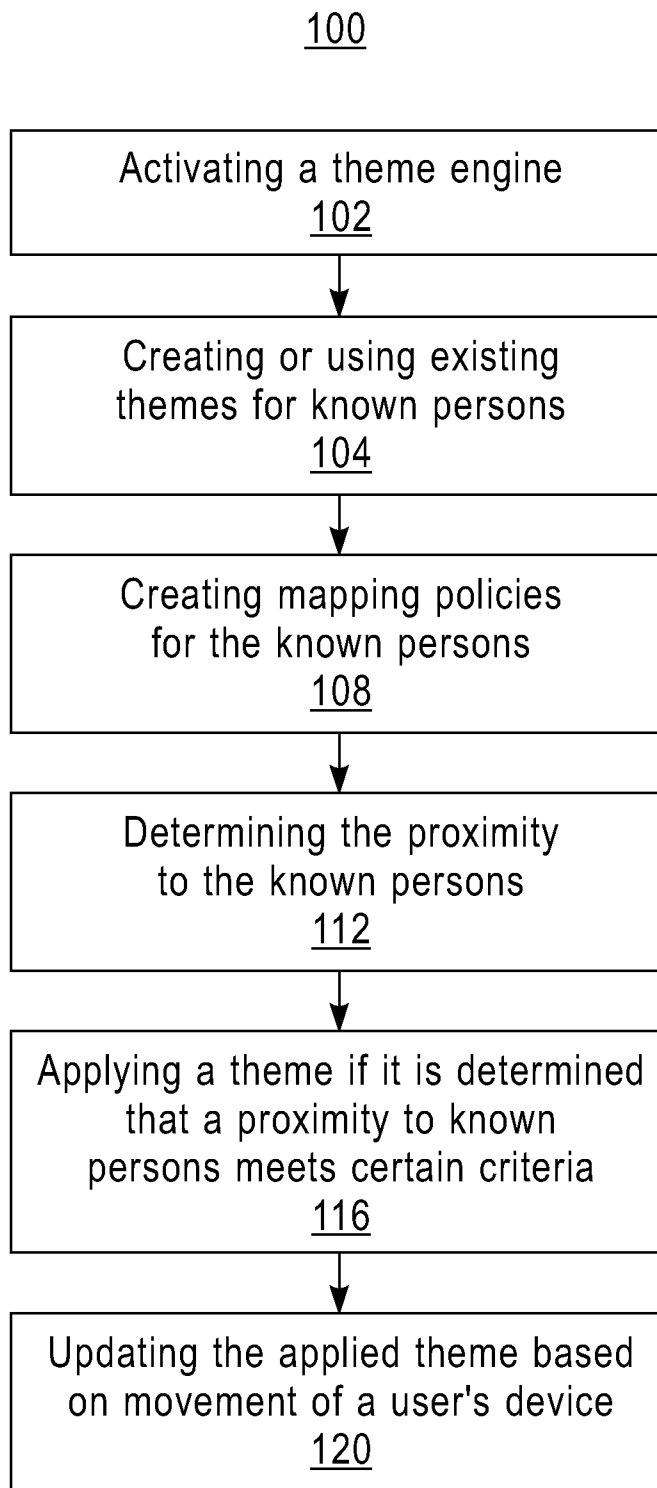 100
Activating a theme engine
102
Creating or using existing
themes for known persons
104
Creating mapping policies
for the known persons
108
Determining the proximity
to the known persons
112
Applying a theme if it is determined
that a proximity to known
persons meets certain criteria
116
Updating the applied theme based
on movement of a user's device
120